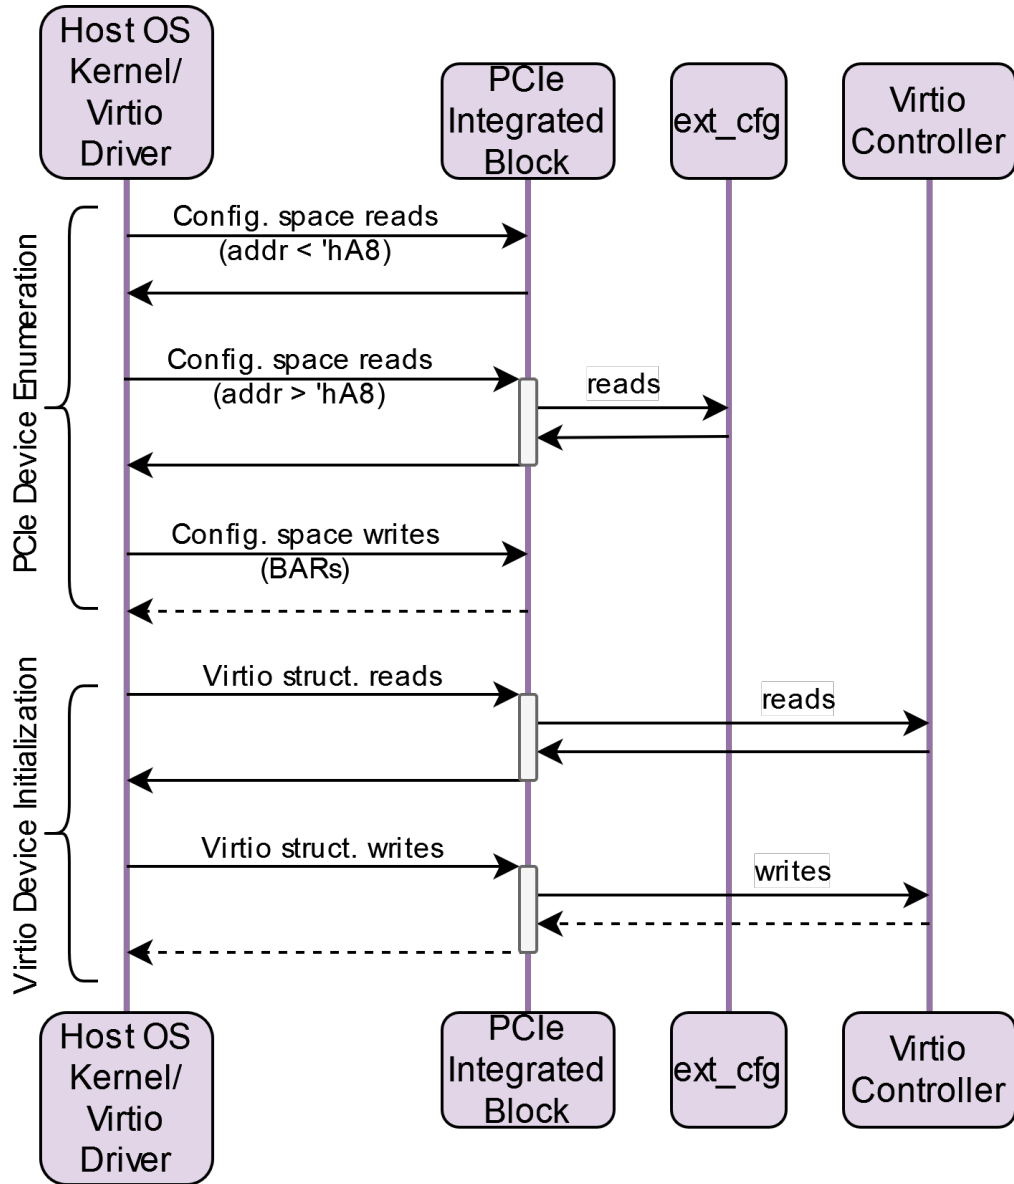 Host OS
Kernel/
Virtio
Driver
PCIe
Integrated
Block
ext_cfg
Virtio
Controller
PCIe Device Enumeration
Config. space reads
(addr < 'hA8)
Config. space reads
(addr > 'hA8)
reads
Config. space writes
(BARs)
Virtio Device Initialization
Virtio struct. reads
reads
Virtio struct. writes
writes
Host OS
Kernel/
Virtio
Driver
PCIe
Integrated
Block
ext_cfg
Virtio
Controller